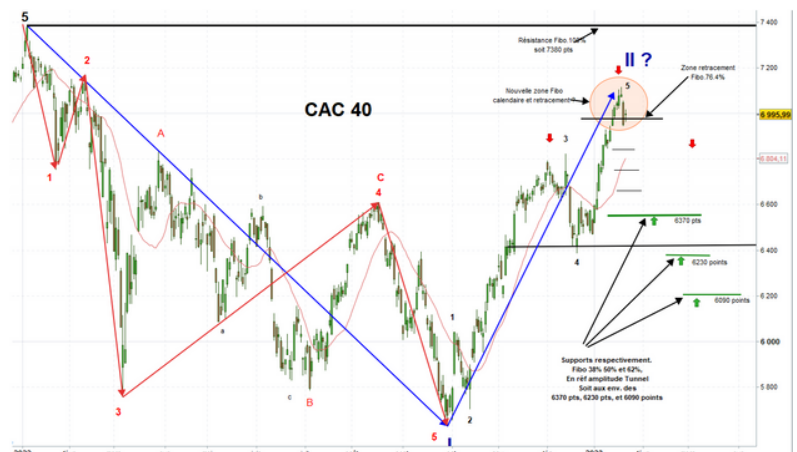 5
7 400
Résistance Fibo 100%
soit 7380 pts
II ?
2
Zone retracement
Fibo 76.4%
7 200
Nouvelle zone Fibo
calendaire et retracement
5
CAC 40
6 995,99
A
3
1
C
4
6 804,11
b
6 600
6370 pts
6 400
4
6230 points
a
6 200
6090 points
1
6 000
Supports respectivement.
Fibo 38% 50% et 62%,
En réf amplitude Tunnel
Soit aux env. des
6370 pts, 6230 pts, et 6090 points
c
B
3
5 800
2
5
I
2022
2023